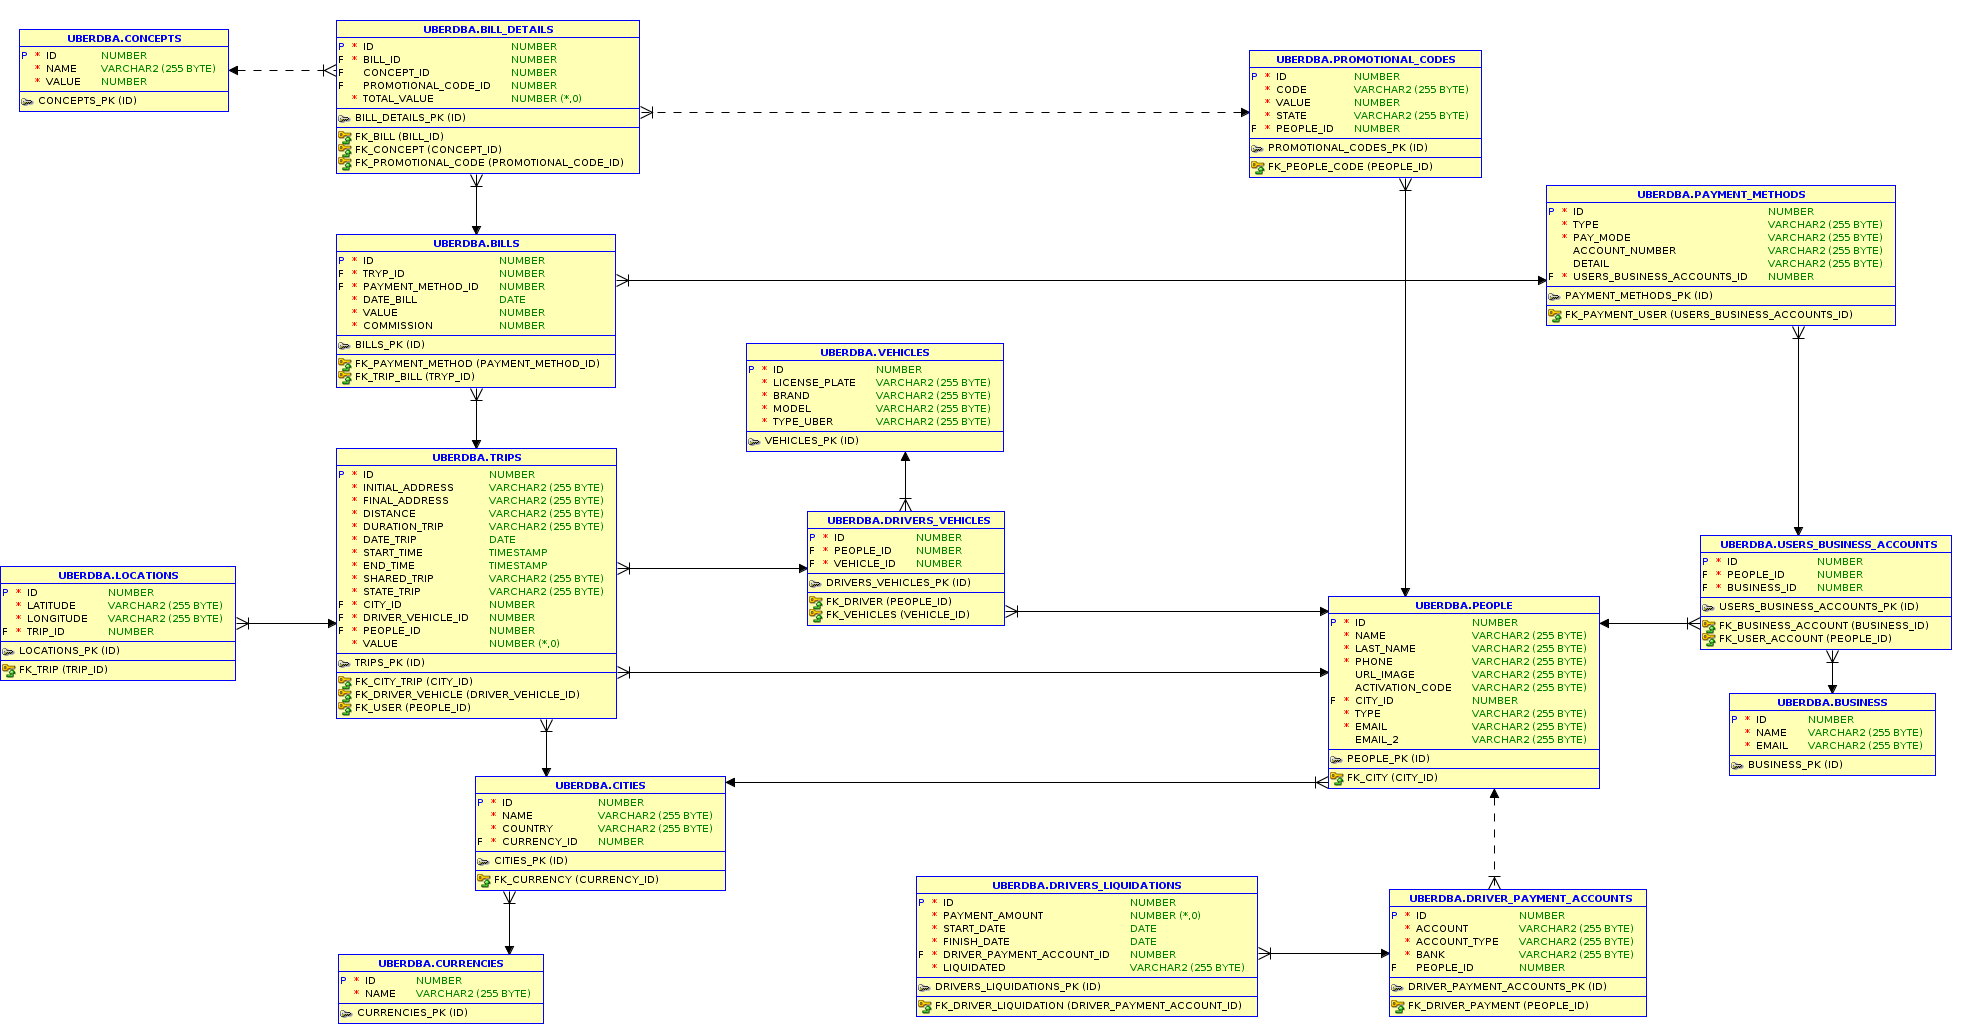 UBERDBA.CONCEPTS
P * ID NUMBER
* NAME VARCHAR2 (255 BYTE)
* VALUE NUMBER
CONCEPTS_PK (ID)
UBERDBA.BILL_DETAILS
P * ID NUMBER
F * BILL_ID NUMBER
F CONCEPT_ID NUMBER
F PROMOTIONAL_CODE_ID NUMBER
* TOTAL_VALUE NUMBER (*,0)
BILL_DETAILS_PK (ID)
FK_BILL (BILL_ID)
FK_CONCEPT (CONCEPT_ID)
FK_PROMOTIONAL_CODE (PROMOTIONAL_CODE_ID)
UBERDBA.PROMOTIONAL_CODES
P * ID NUMBER
* CODE VARCHAR2 (255 BYTE)
* VALUE NUMBER
* STATE VARCHAR2 (255 BYTE)
F * PEOPLE_ID NUMBER
PROMOTIONAL_CODES_PK (ID)
FK_PEOPLE_CODE (PEOPLE_ID)
UBERDBA.PAYMENT_METHODS
P * ID NUMBER
* TYPE VARCHAR2 (255 BYTE)
* PAY_MODE VARCHAR2 (255 BYTE)
ACCOUNT_NUMBER VARCHAR2 (255 BYTE)
DETAIL VARCHAR2 (255 BYTE)
F * USERS_BUSINESS_ACCOUNTS_ID NUMBER
PAYMENT_METHODS_PK (ID)
FK_PAYMENT_USER (USERS_BUSINESS_ACCOUNTS_ID)
UBERDBA.BILLS
P * ID NUMBER
F * TRYP_ID NUMBER
F * PAYMENT_METHOD_ID NUMBER
* DATE_BILL DATE
* VALUE NUMBER
* COMMISSION NUMBER
BILLS_PK (ID)
FK_PAYMENT_METHOD (PAYMENT_METHOD_ID)
FK_TRIP_BILL (TRYP_ID)
UBERDBA.VEHICLES
P * ID NUMBER
* LICENSE_PLATE VARCHAR2 (255 BYTE)
* BRAND VARCHAR2 (255 BYTE)
* MODEL VARCHAR2 (255 BYTE)
* TYPE_UBER VARCHAR2 (255 BYTE)
VEHICLES_PK (ID)
UBERDBA.TRIPS
P * ID NUMBER
* INITIAL_ADDRESS VARCHAR2 (255 BYTE)
* FINAL_ADDRESS VARCHAR2 (255 BYTE)
* DISTANCE VARCHAR2 (255 BYTE)
* DURATION_TRIP VARCHAR2 (255 BYTE)
* DATE_TRIP DATE
* START_TIME TIMESTAMP
* END_TIME TIMESTAMP
* SHARED_TRIP VARCHAR2 (255 BYTE)
* STATE_TRIP VARCHAR2 (255 BYTE)
F * CITY_ID NUMBER
F * DRIVER_VEHICLE_ID NUMBER
F * PEOPLE_ID NUMBER
* VALUE NUMBER (*,0)
TRIPS_PK (ID)
FK_CITY_TRIP (CITY_ID)
FK_DRIVER_VEHICLE (DRIVER_VEHICLE_ID)
FK_USER (PEOPLE_ID)
UBERDBA.DRIVERS_VEHICLES
P * ID NUMBER
F * PEOPLE_ID NUMBER
F * VEHICLE_ID NUMBER
DRIVERS_VEHICLES_PK (ID)
FK_DRIVER (PEOPLE_ID)
FK_VEHICLES (VEHICLE_ID)
UBERDBA.USERS_BUSINESS_ACCOUNTS
P * ID NUMBER
F * PEOPLE_ID NUMBER
F * BUSINESS_ID NUMBER
USERS_BUSINESS_ACCOUNTS_PK (ID)
FK_BUSINESS_ACCOUNT (BUSINESS_ID)
FK_USER_ACCOUNT (PEOPLE_ID)
UBERDBA.LOCATIONS
P * ID NUMBER
* LATITUDE VARCHAR2 (255 BYTE)
* LONGITUDE VARCHAR2 (255 BYTE)
F * TRIP_ID NUMBER
LOCATIONS_PK (ID)
FK_TRIP (TRIP_ID)
UBERDBA.PEOPLE
P * ID NUMBER
* NAME VARCHAR2 (255 BYTE)
* LAST_NAME VARCHAR2 (255 BYTE)
* PHONE VARCHAR2 (255 BYTE)
URL_IMAGE VARCHAR2 (255 BYTE)
ACTIVATION_CODE VARCHAR2 (255 BYTE)
F * CITY_ID NUMBER
* TYPE VARCHAR2 (255 BYTE)
* EMAIL VARCHAR2 (255 BYTE)
EMAIL_2 VARCHAR2 (255 BYTE)
PEOPLE_PK (ID)
FK_CITY (CITY_ID)
UBERDBA.BUSINESS
P * ID NUMBER
* NAME VARCHAR2 (255 BYTE)
* EMAIL VARCHAR2 (255 BYTE)
BUSINESS_PK (ID)
UBERDBA.CITIES
P * ID NUMBER
* NAME VARCHAR2 (255 BYTE)
* COUNTRY VARCHAR2 (255 BYTE)
F * CURRENCY_ID NUMBER
CITIES_PK (ID)
FK_CURRENCY (CURRENCY_ID)
UBERDBA.DRIVERS_LIQUIDATIONS
P * ID NUMBER
* PAYMENT_AMOUNT NUMBER (*,0)
* START_DATE DATE
* FINISH_DATE DATE
F * DRIVER_PAYMENT_ACCOUNT_ID NUMBER
* LIQUIDATED VARCHAR2 (255 BYTE)
DRIVERS_LIQUIDATIONS_PK (ID)
FK_DRIVER_LIQUIDATION (DRIVER_PAYMENT_ACCOUNT_ID)
UBERDBA.DRIVER_PAYMENT_ACCOUNTS
P * ID NUMBER
* ACCOUNT VARCHAR2 (255 BYTE)
* ACCOUNT_TYPE VARCHAR2 (255 BYTE)
* BANK VARCHAR2 (255 BYTE)
F PEOPLE_ID NUMBER
DRIVER_PAYMENT_ACCOUNTS_PK (ID)
FK_DRIVER_PAYMENT (PEOPLE_ID)
UBERDBA.CURRENCIES
P * ID NUMBER
* NAME VARCHAR2 (255 BYTE)
CURRENCIES_PK (ID)